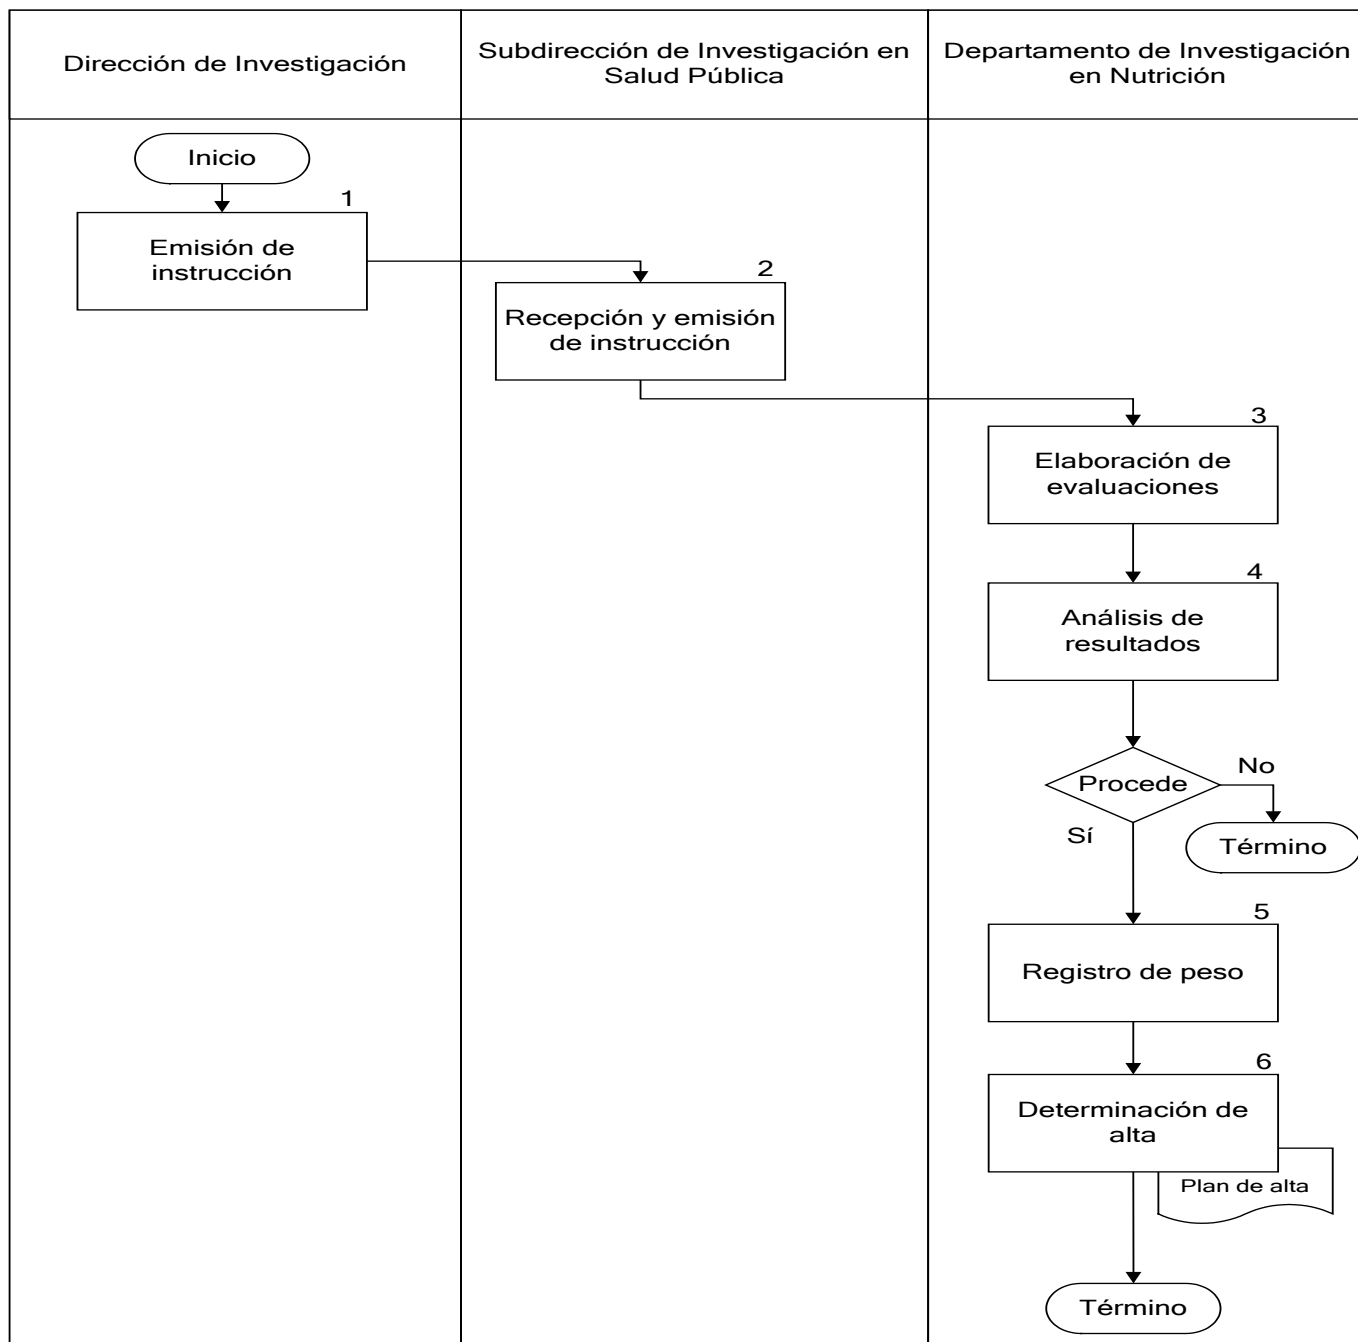 Dirección de Investigación
Subdirección de Investigación en
Salud Pública
Departamento de Investigación
en Nutrición
Inicio
1
Emisión de
instrucción
2
Recepción y emisión
de instrucción
3
Elaboración de
evaluaciones
4
Análisis de
resultados
Procede
No
Sí
Término
5
Registro de peso
6
Determinación de
alta
Plan de alta
Término